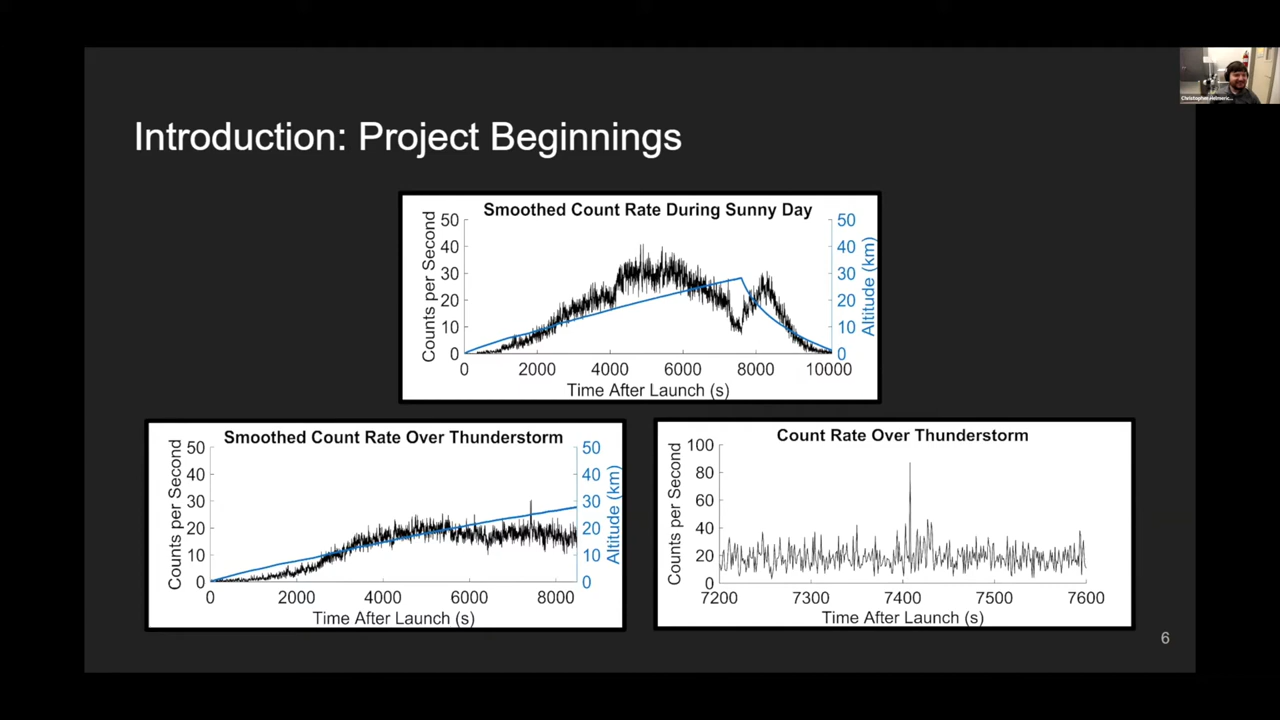 Introduction: Project Beginnings
Smoothed Count Rate During Sunny Day
Counts per Second
50
40
30
20
10
0
50
40
30
20
10
0
Altitude (km)
0 2000 4000 6000 8000 10000
Time After Launch (s)
Smoothed Count Rate Over Thunderstorm
Counts per Second
50
40
30
20
10
0
50
40
30
20
10
0
Altitude (km)
0 2000 4000 6000 8000
Time After Launch (s)
Count Rate Over Thunderstorm
Counts per Second
100
80
60
40
20
0
7200 7300 7400 7500 7600
Time After Launch (s)
6
Christopher